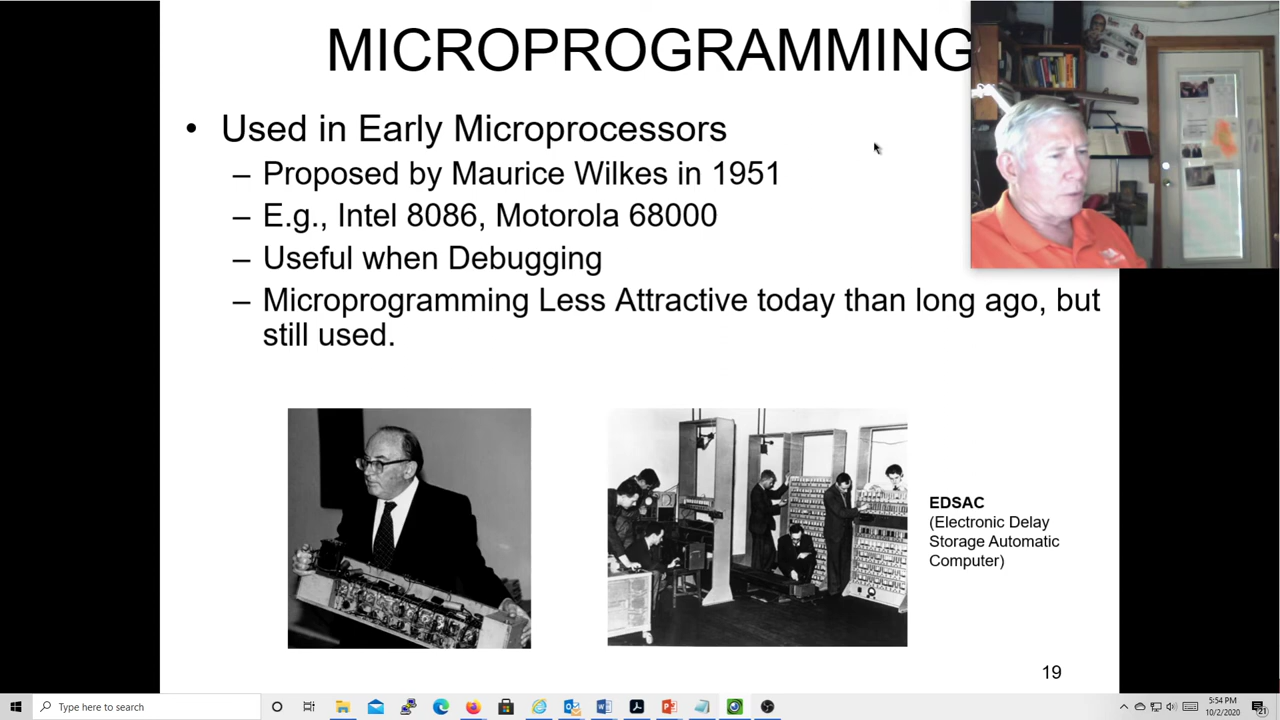 MICROPROGRAMMING
• Used in Early Microprocessors
– Proposed by Maurice Wilkes in 1951
– E.g., Intel 8086, Motorola 68000
– Useful when Debugging
– Microprogramming Less Attractive today than long ago, but
still used.
EDSAC
(Electronic Delay
Storage Automatic
Computer)
19
Type here to search
5:54 PM
10/2/2020
21